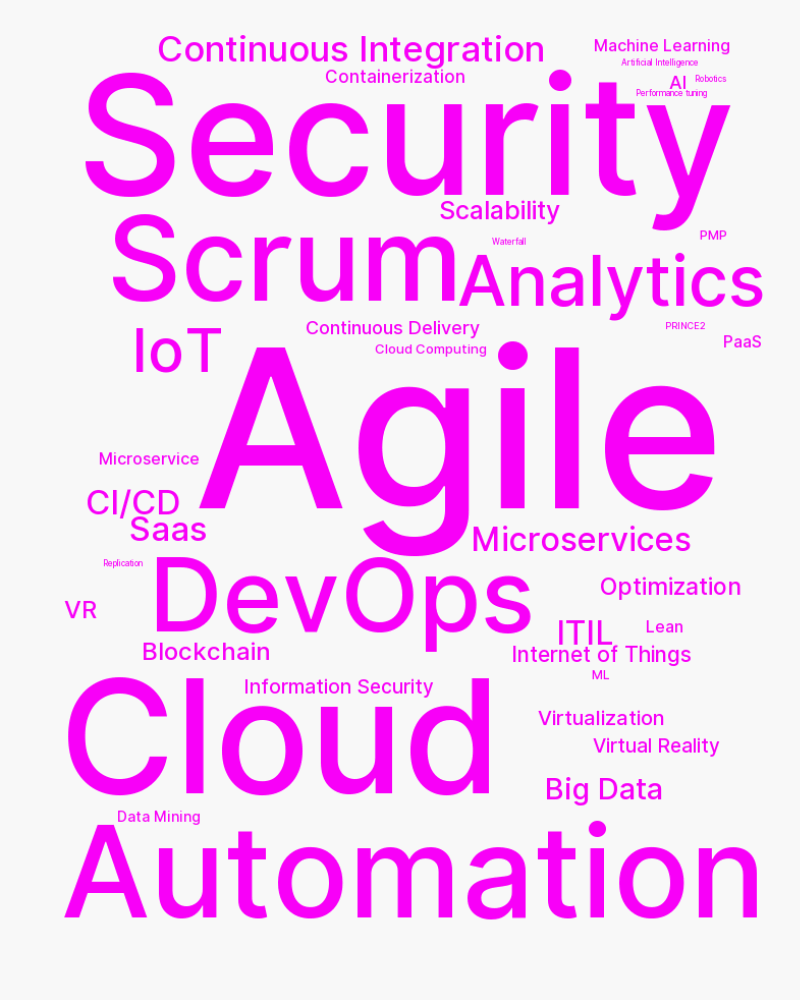 Continuous Integration
Machine Learning
Artificial Intelligence
Containerization
AI
Robotics
Performance tuning
Security
Scalability
Scrum
PMP
Waterfall
Analytics
Continuous Delivery
PRINCE2
IoT
Cloud Computing
PaaS
Agile
Microservice
CI/CD
Saas
Microservices
Replication
DevOps
Optimization
VR
ITIL
Lean
Blockchain
Internet of Things
ML
Information Security
Cloud
Virtualization
Virtual Reality
Big Data
Data Mining
Automation